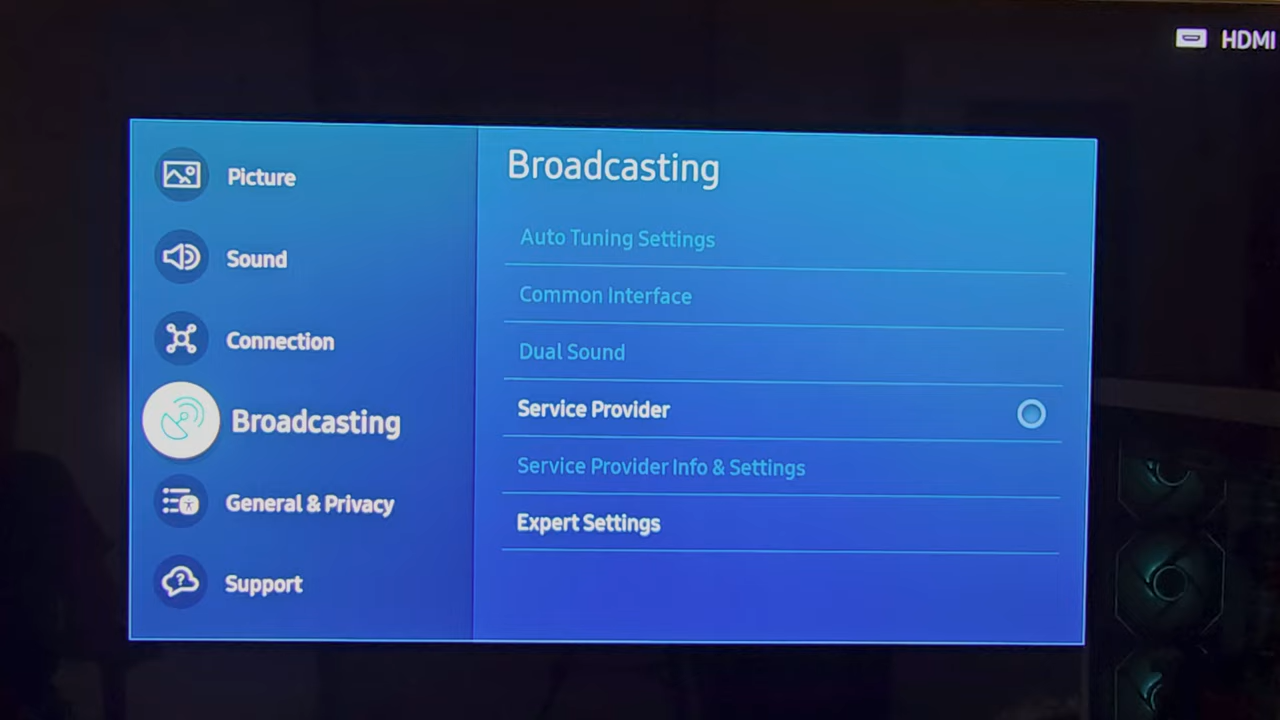 HDMI
Picture
Sound
Connection
Broadcasting
General & Privacy
Support
Broadcasting
Auto Tuning Settings
Common Interface
Dual Sound
Service Provider
Service Provider Info & Settings
Expert Settings